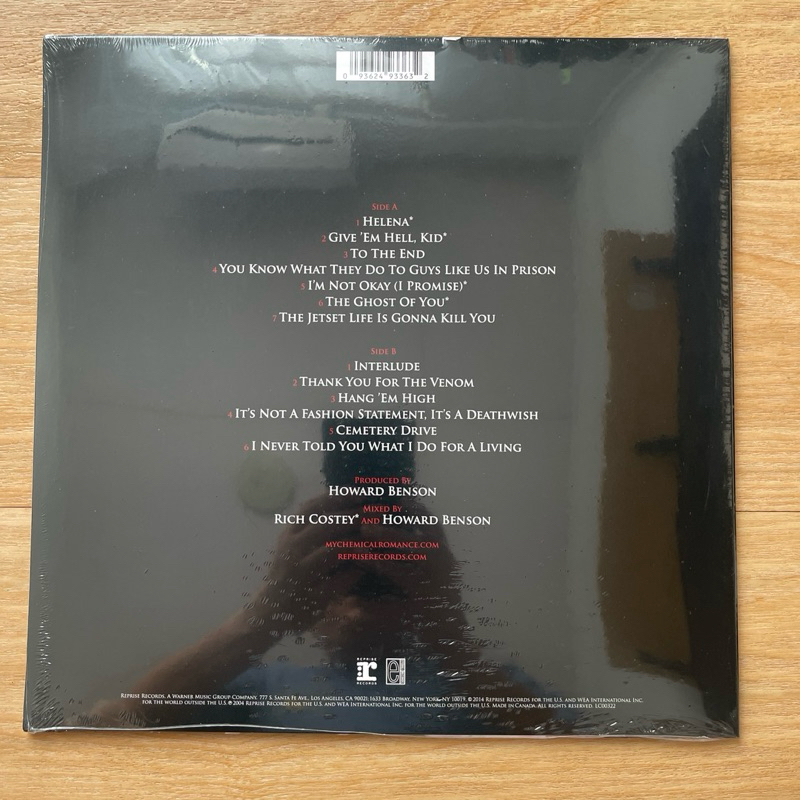 0 93624 93363 2
Side A
1 Helena*
2 Give 'Em Hell, Kid*
3 To The End
4 You Know What They Do To Guys Like Us In Prison
5 I'm Not Okay (I Promise)*
6 The Ghost Of You*
7 The Jetset Life Is Gonna Kill You
Side B
1 Interlude
2 Thank You For The Venom
3 Hang 'Em High
4 It's Not A Fashion Statement, It's A Deathwish
5 Cemetery Drive
6 I Never Told You What I Do For A Living
Produced By
Howard Benson
Mixed By
Rich Costey* And Howard Benson
mychemicalromance.com
repriserecords.com
REPRISE
r
RECORDS
Reprise Records. A Warner Music Group Company. 777 S. Santa Fe Ave., Los Angeles, CA 90021; 1633 Broadway, New York, NY 10019. ℗ 2014 Reprise Records for the U.S. and WEA International Inc.
for the world outside the U.S. ℗ 2004 Reprise Records for the U.S. and WEA International Inc. for the world outside the U.S. Made in Canada. All rights reserved. LC00322